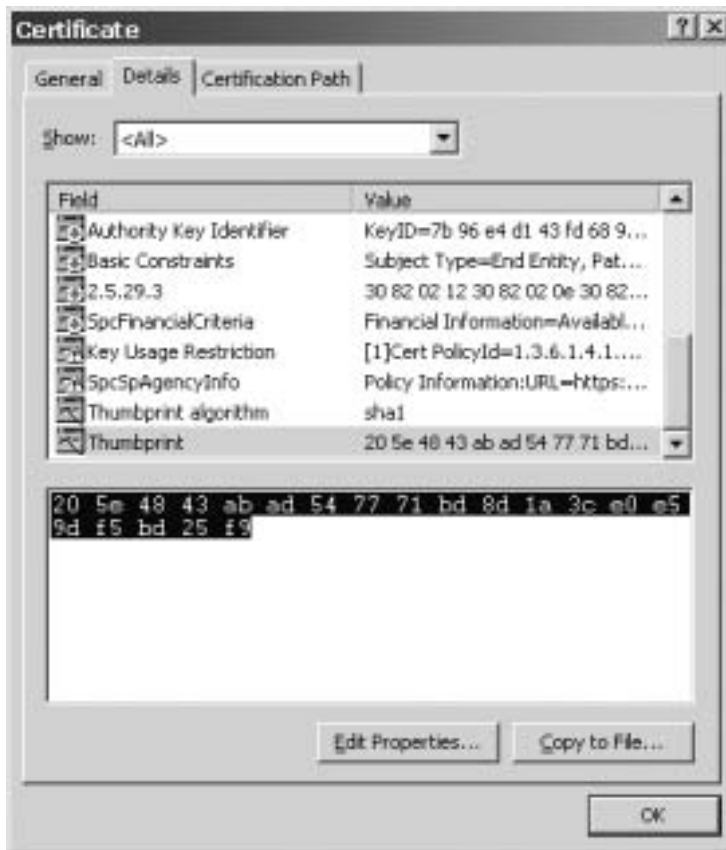 Certificate
General Details Certification Path
Show: <All>
Field Value
Authority Key Identifier KeyID=7b 96 e4 d1 43 fd 68 9...
Basic Constraints Subject Type=End Entity, Pat...
2.5.29.3 30 82 02 12 30 82 02 0e 30 82...
SpcFinancialCriteria Financial Information=Availabl...
Key Usage Restriction [1]Cert PolicyId=1.3.6.1.4.1....
SpcSpAgencyInfo Policy Information:URL=https:...
Thumbprint algorithm sha1
Thumbprint 20 5e 48 43 ab ad 54 77 71 bd...
20 5e 48 43 ab ad 54 77 71 bd 8d 1a 3c e0 e5
9d f5 bd 25 f9
Edit Properties... Copy to File...
OK